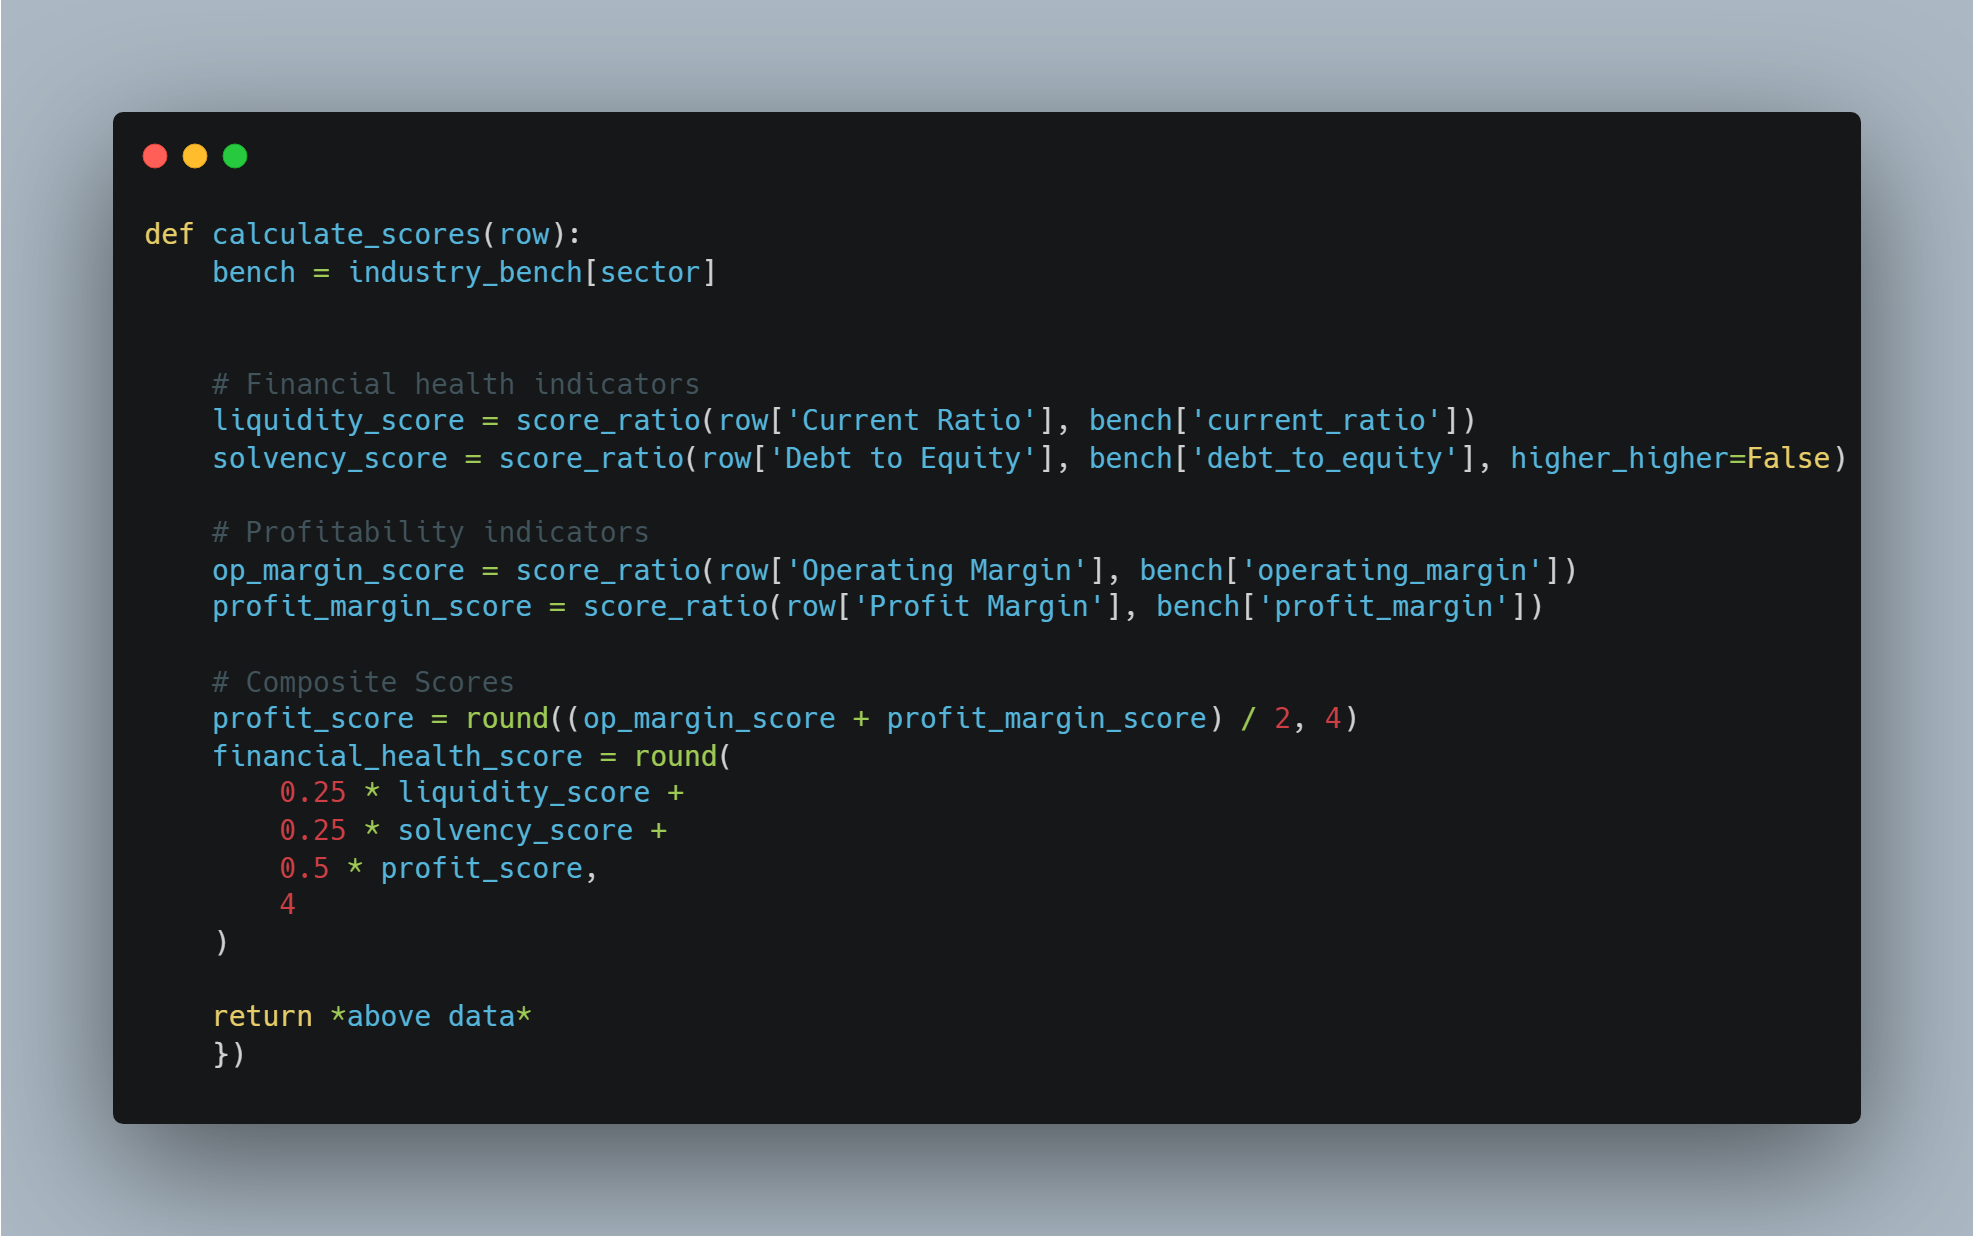 def calculate_scores(row):
    bench = industry_bench[sector]
    # Financial health indicators
    liquidity_score = score_ratio(row['Current Ratio'], bench['current_ratio'])
    solvency_score = score_ratio(row['Debt to Equity'], bench['debt_to_equity'], higher_higher=False)
    # Profitability indicators
    op_margin_score = score_ratio(row['Operating Margin'], bench['operating_margin'])
    profit_margin_score = score_ratio(row['Profit Margin'], bench['profit_margin'])
    # Composite Scores
    profit_score = round((op_margin_score + profit_margin_score) / 2, 4)
    financial_health_score = round(
        0.25 * liquidity_score +
        0.25 * solvency_score +
        0.5 * profit_score,
        4
    )
    return *above data*
    })